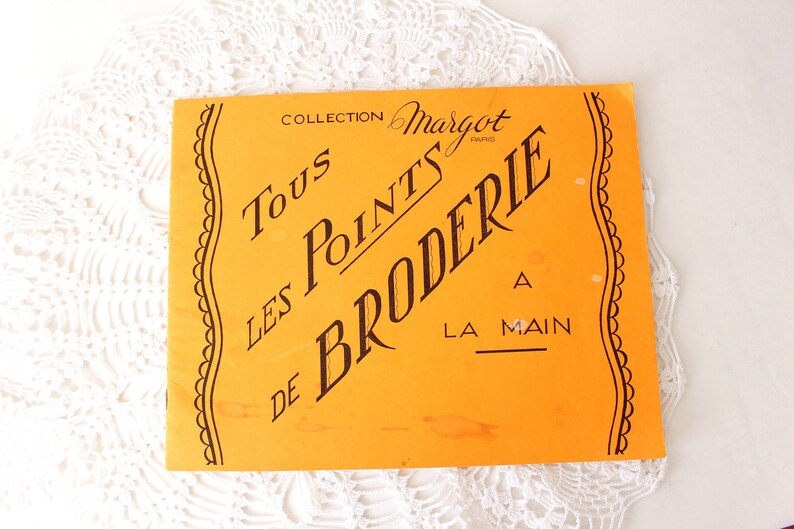 COLLECTION Margot
PARIS
TOUS
LES POINTS
DE BRODERIE
A
LA MAIN